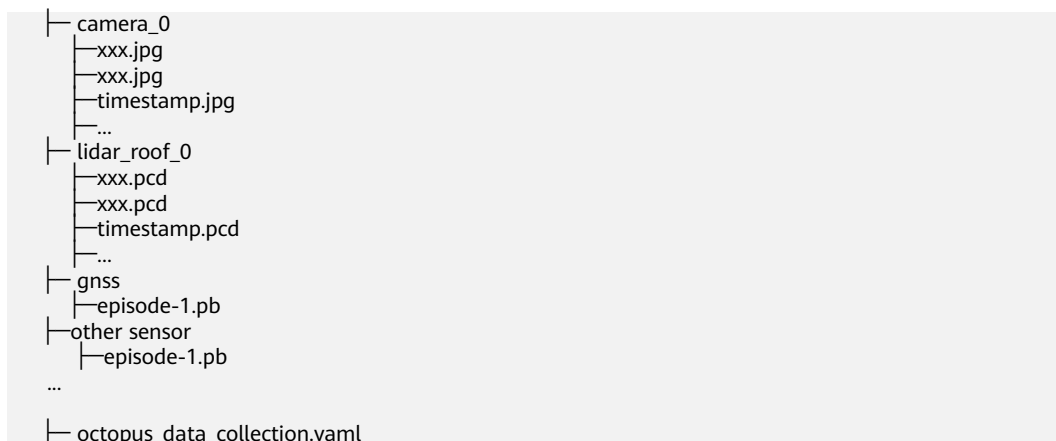 ├─ camera_0
├─xxx.jpg
├─xxx.jpg
├─timestamp.jpg
├─...
├─ lidar_roof_0
├─xxx.pcd
├─xxx.pcd
├─timestamp.pcd
├─...
├─ gnss
├─episode-1.pb
├─other sensor
├─episode-1.pb
...
├─ octopus_data_collection.yaml